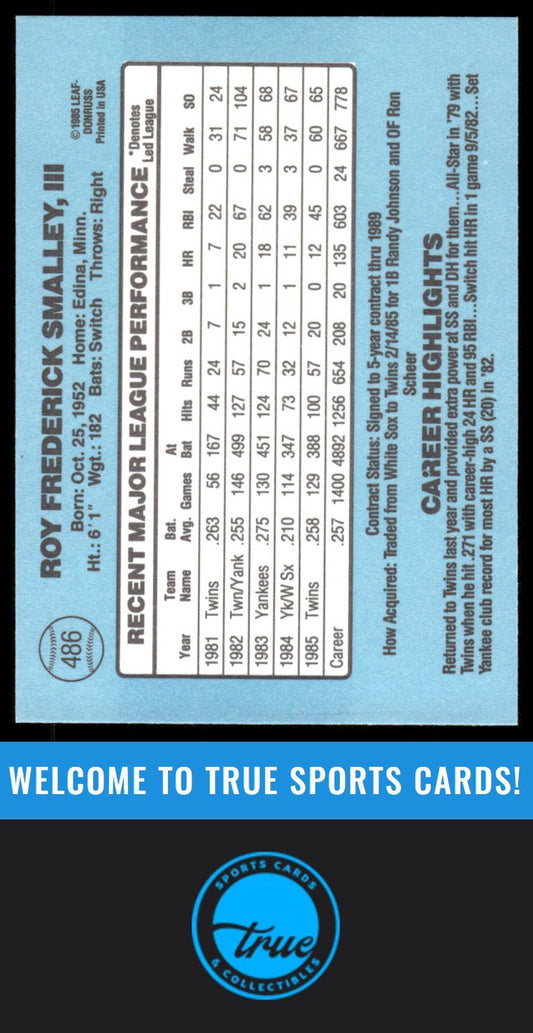 486
ROY FREDERICK SMALLEY, III
Born: Oct. 25, 1952 Home: Edina, Minn.
Ht.: 6'1" Wgt.: 182 Bats: Switch Throws: Right
© 1985 LEAF-
DONRUSS
Printed in USA
RECENT MAJOR LEAGUE PERFORMANCE
*Denotes
Led League
Year Team Name Bat. Avg. Games At Bat Hits Runs 2B 3B HR RBI Steal Walk SO
1981 Twins .263 56 167 44 24 7 1 7 22 0 31 24
1982 Twn/Yank .255 146 499 127 57 15 2 20 67 0 71 104
1983 Yankees .275 130 451 124 70 24 1 18 62 3 58 68
1984 Yk/W Sx .210 114 347 73 32 12 1 11 39 3 37 67
1985 Twins .258 129 388 100 57 20 0 12 45 0 60 65
Career .257 1400 4892 1256 654 208 20 135 603 24 667 778
Contract Status: Signed to 5-year contract thru 1989
How Acquired: Traded from White Sox to Twins 2/14/85 for 1B Randy Johnson and OF Ron
Scheer
CAREER HIGHLIGHTS
Returned to Twins last year and provided extra power at SS and DH for them...All-Star in '79 with
Twins when he hit .271 with career-high 24 HR and 95 RBI...Switch hit HR in 1 game 9/5/82...Set
Yankee club record for most HR by a SS (20) in '82.
WELCOME TO TRUE SPORTS CARDS!
SPORTS CARDS
true
& COLLECTIBLES